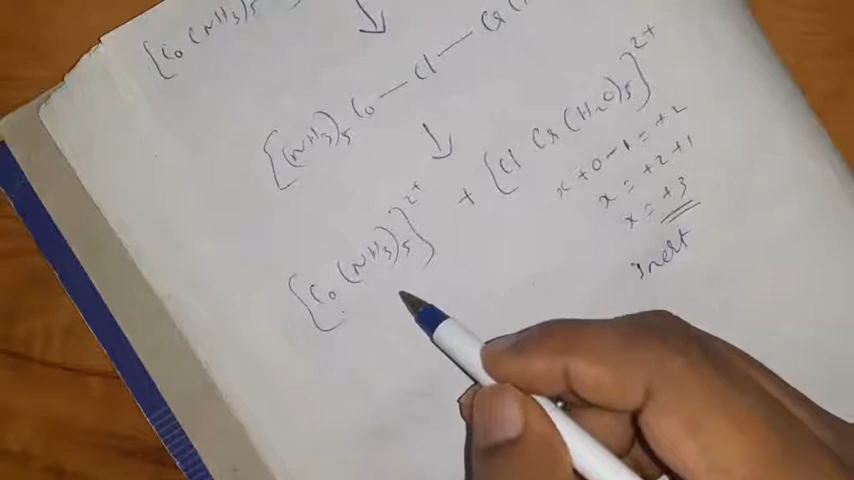 [Co(NH3)5
[(NH3)5 Co — Cl — Cr(
[Co(NH3)5]2+ + [Cl Cr(H2O)5]2+
x+0-1=+2
x=+2+1
x=+3
Inert